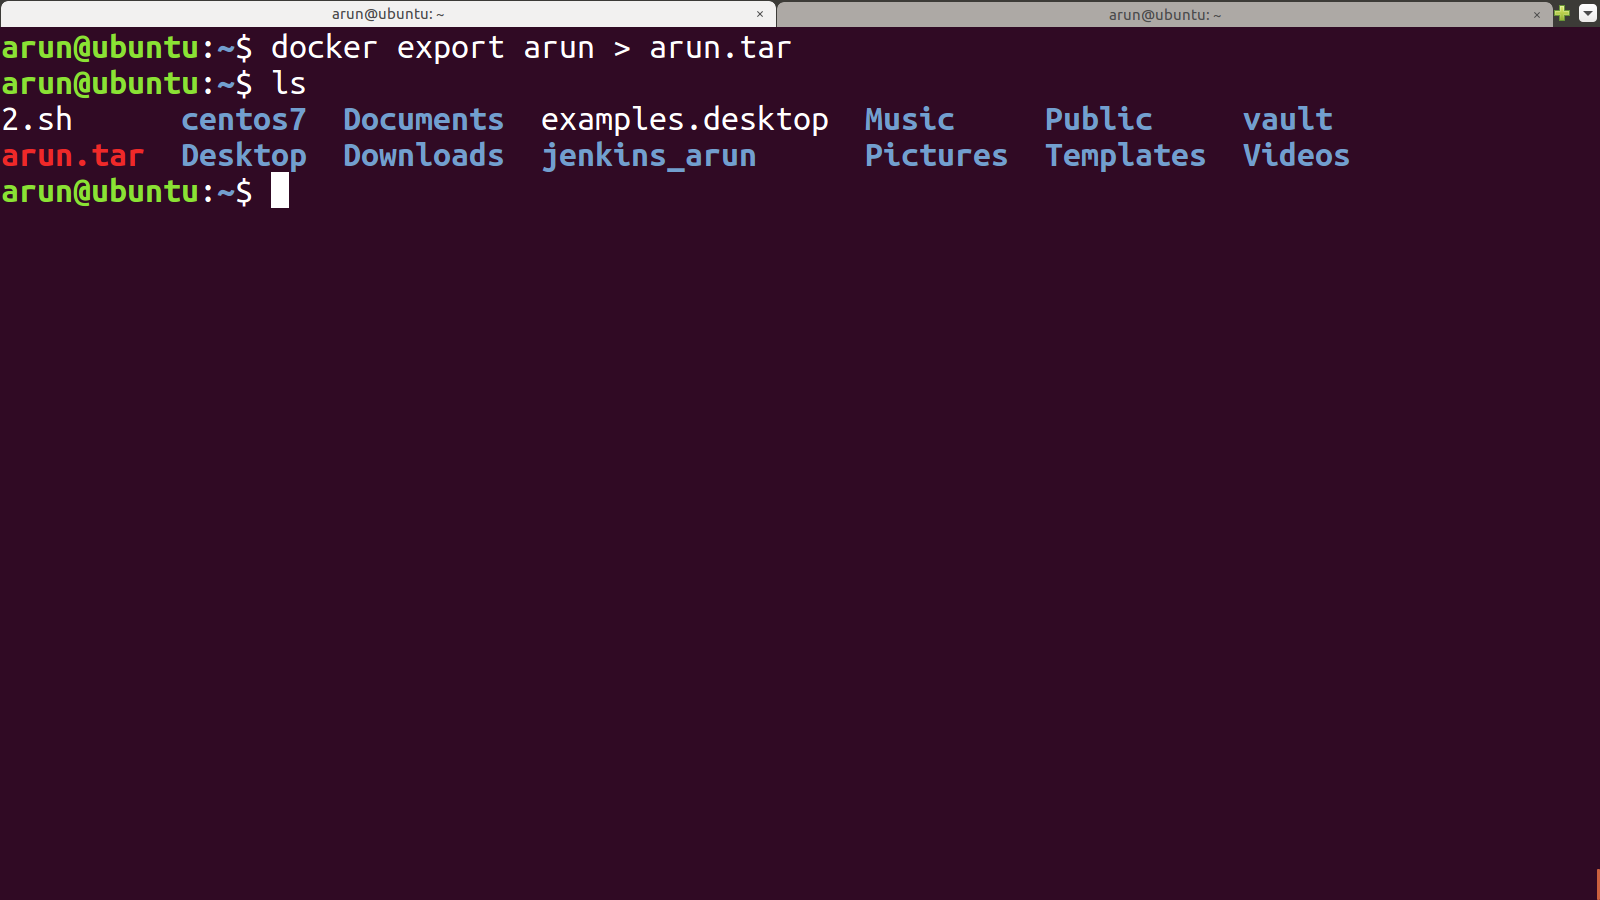 arun@ubuntu: ~ × arun@ubuntu: ~ ×
arun@ubuntu:~$ docker export arun > arun.tar
arun@ubuntu:~$ ls
2.sh centos7 Documents examples.desktop Music Public vault
arun.tar Desktop Downloads jenkins_arun Pictures Templates Videos
arun@ubuntu:~$